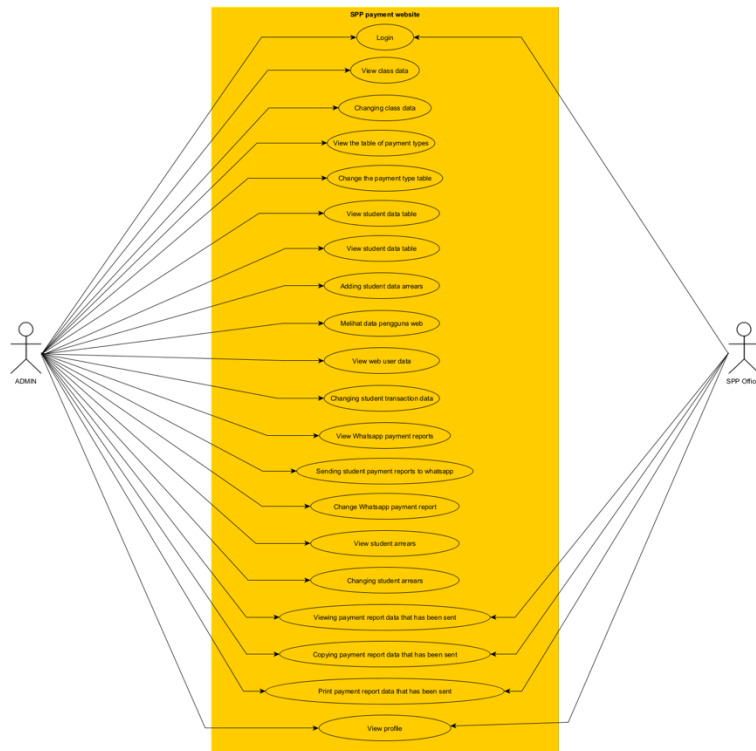 SPP payment website
Login
View class data
Changing class data
View the table of payment types
Change the payment type table
View student data table
View student data table
Adding student data arrears
Melihat data pengguna web
View web user data
Changing student transaction data
View Whatsapp payment reports
Sending student payment reports to whatsapp
Change Whatsapp payment report
View student arrears
Changing student arrears
Viewing payment report data that has been sent
Copying payment report data that has been sent
Print payment report data that has been sent
View profile
ADMIN
SPP Offic